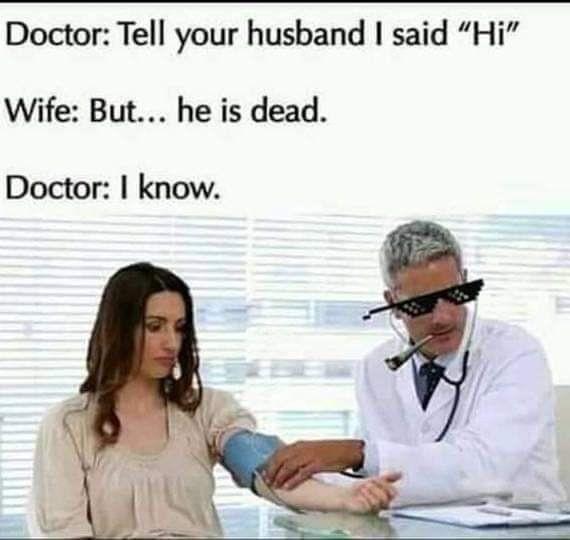 Doctor: Tell your husband I said “Hi”
Wife: But... he is dead.
Doctor: I know.